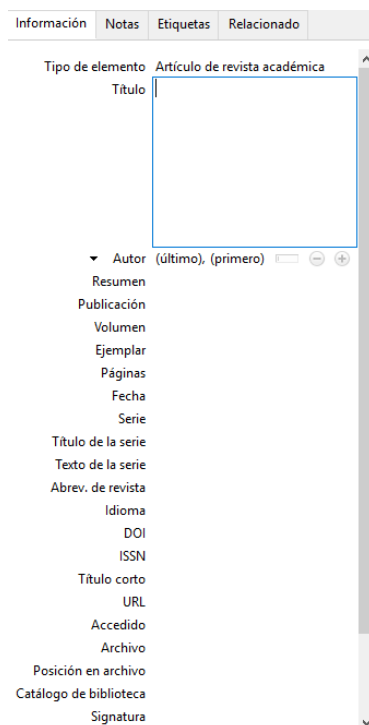 Información Notas Etiquetas Relacionado
Tipo de elemento Artículo de revista académica
Título
Autor (último), (primero)
Resumen
Publicación
Volumen
Ejemplar
Páginas
Fecha
Serie
Título de la serie
Texto de la serie
Abrev. de revista
Idioma
DOI
ISSN
Título corto
URL
Accedido
Archivo
Posición en archivo
Catálogo de biblioteca
Signatura